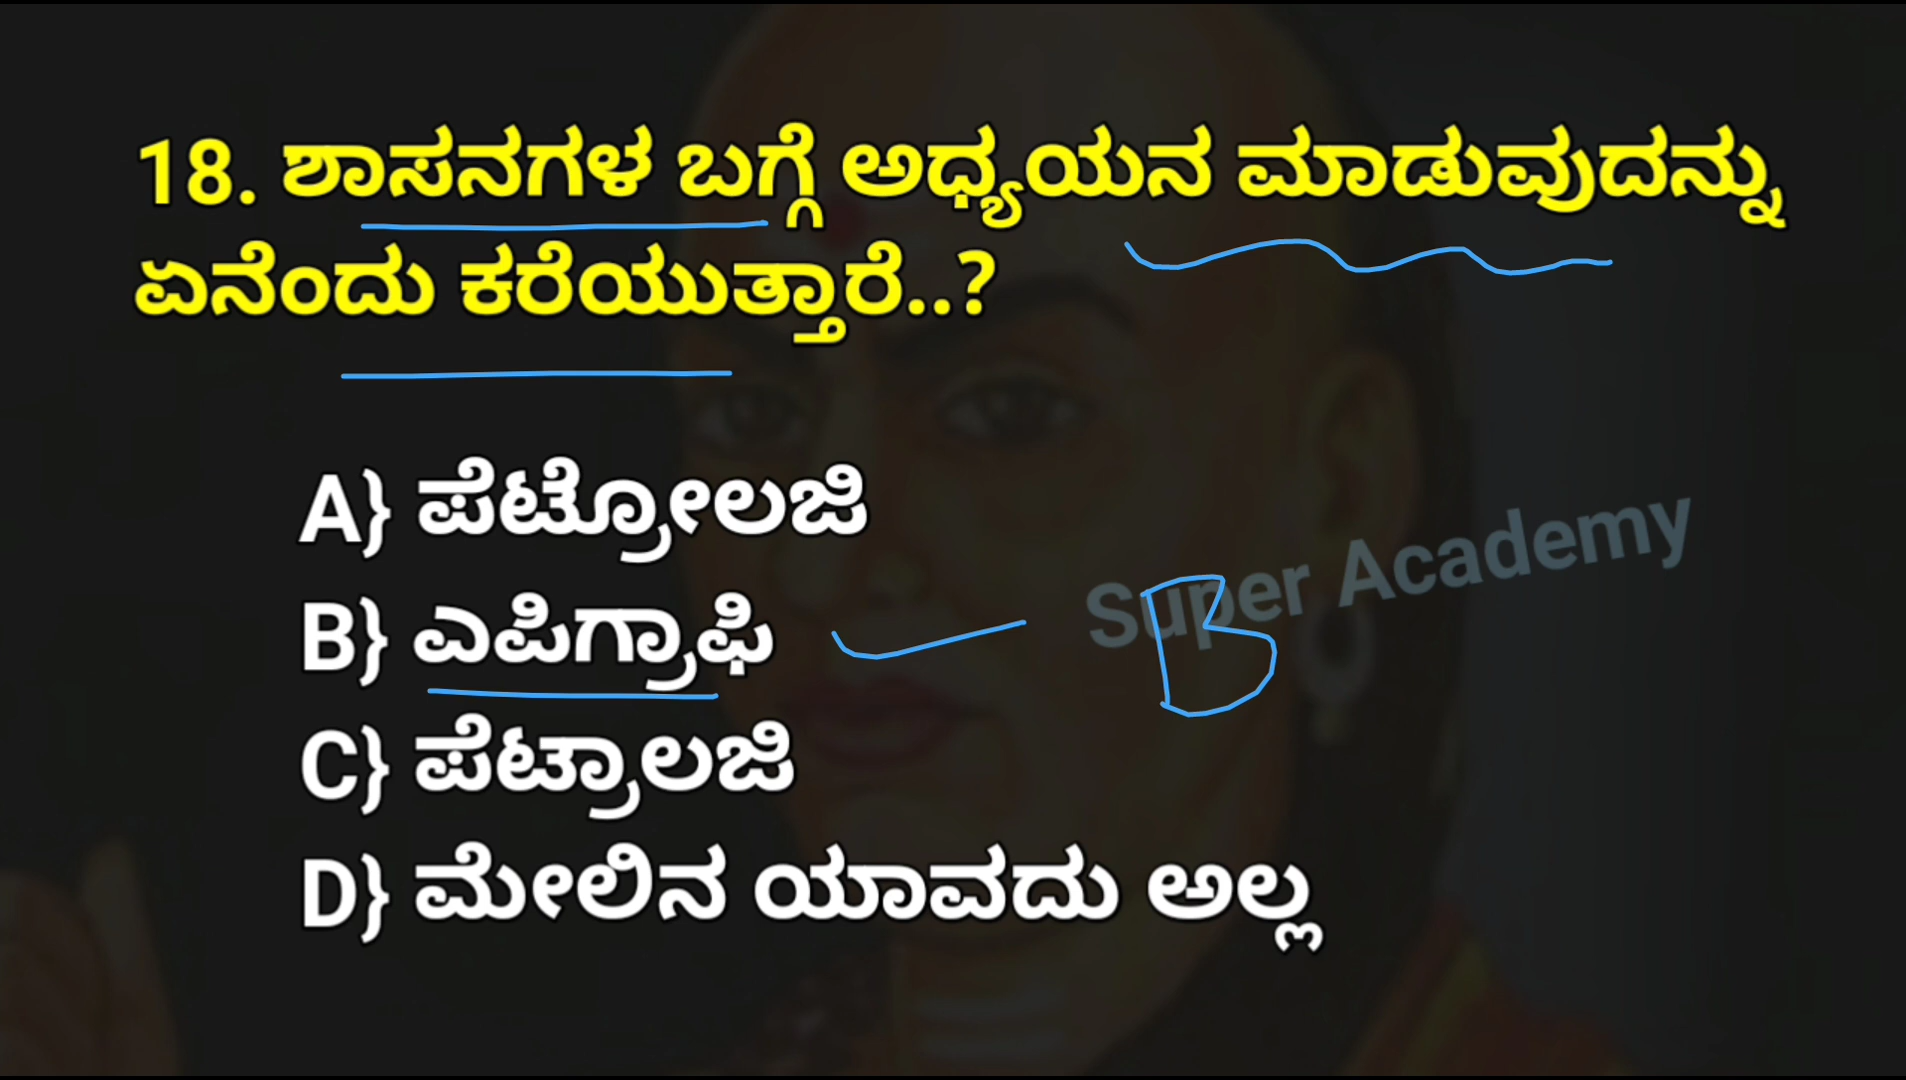 18. ಶಾಸನಗಳ ಬಗ್ಗೆ ಅಧ್ಯಯನ ಮಾಡುವುದನ್ನು
ಏನೆಂದು ಕರೆಯುತ್ತಾರೆ..?
A} ಪೆಟ್ರೋಲಜಿ
B} ಎಪಿಗ್ರಾಫಿ
B
Super Academy
C} ಪೆಟ್ರಾಲಜಿ
D} ಮೇಲಿನ ಯಾವದು ಅಲ್ಲ